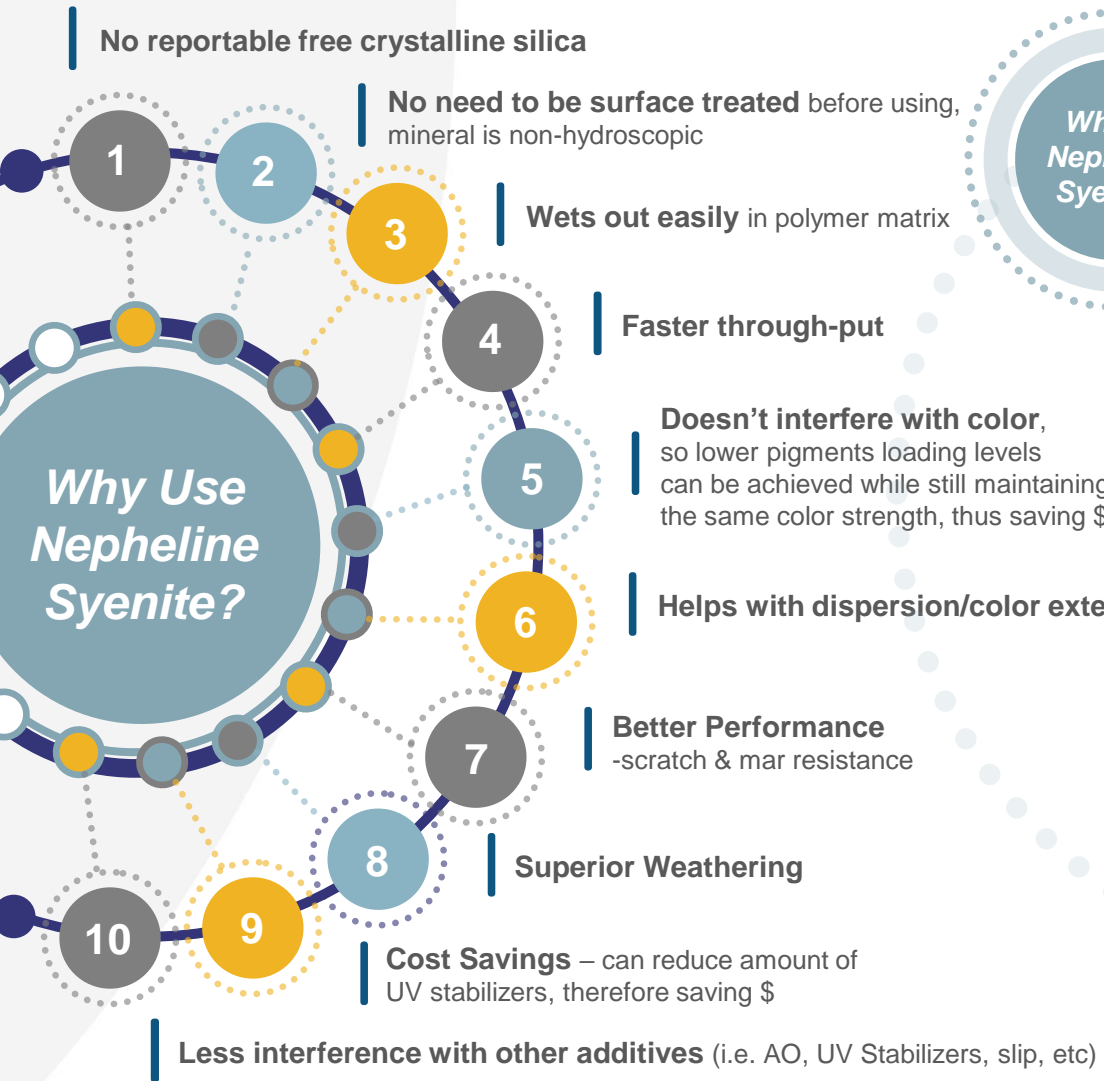 No reportable free crystalline silica
1
No need to be surface treated before using,
mineral is non-hydroscopic
2
Wets out easily in polymer matrix
3
Faster through-put
4
Doesn’t interfere with color,
so lower pigments loading levels
can be achieved while still maintaining
the same color strength, thus saving $
5
Helps with dispersion/color
6
Better Performance
-scratch & mar resistance
7
Superior Weathering
8
Cost Savings – can reduce amount of
UV stabilizers, therefore saving $
9
Less interference with other additives (i.e. AO, UV Stabilizers, slip, etc)
10
Why Use
Nepheline
Syenite?